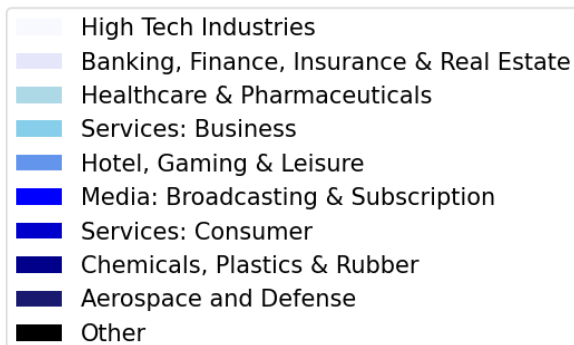 High Tech Industries
Banking, Finance, Insurance & Real Estate
Healthcare & Pharmaceuticals
Services: Business
Hotel, Gaming & Leisure
Media: Broadcasting & Subscription
Services: Consumer
Chemicals, Plastics & Rubber
Aerospace and Defense
Other